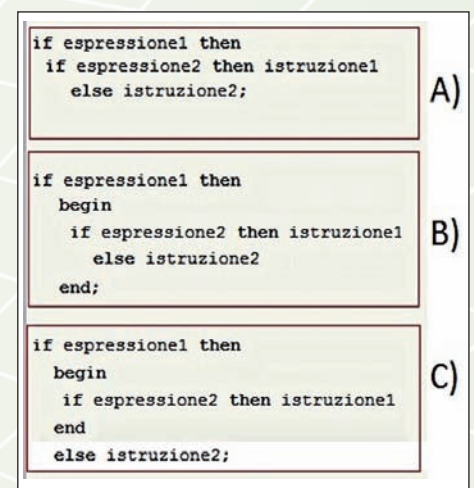 if espressione1 then
if espressione2 then istruzione1
else istruzione2;
A)
if espressione1 then
begin
if espressione2 then istruzione1
else istruzione2
end;
B)
if espressione1 then
begin
if espressione2 then istruzione1
end
else istruzione2;
C)